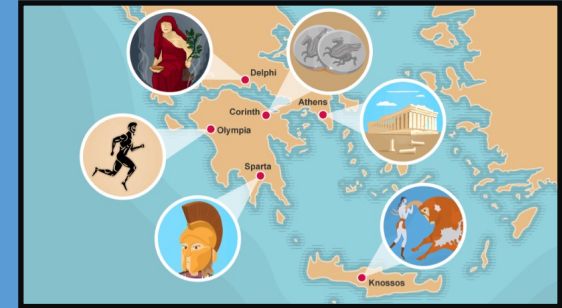 Delphi
Corinth
Athens
Olympia
Sparta
Knossos